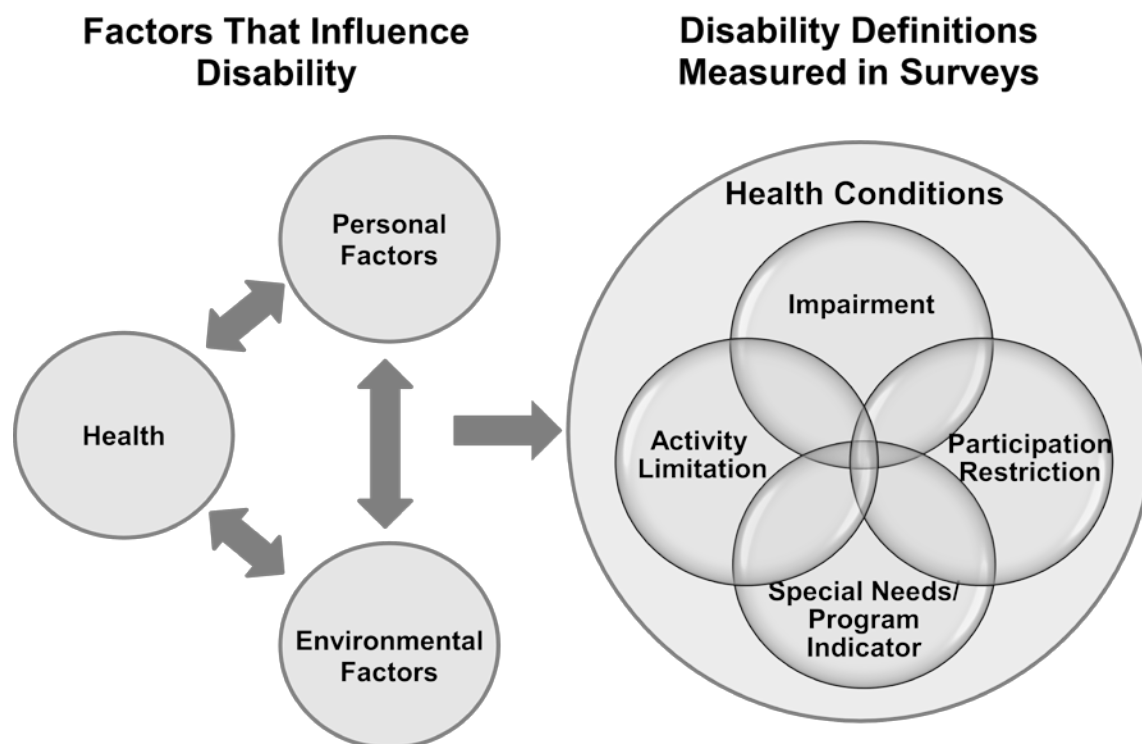 Factors That Influence
Disability
Personal
Factors
Health
Environmental
Factors
Disability Definitions
Measured in Surveys
Health Conditions
Impairment
Activity
Limitation
Participation
Restriction
Special Needs/
Program
Indicator